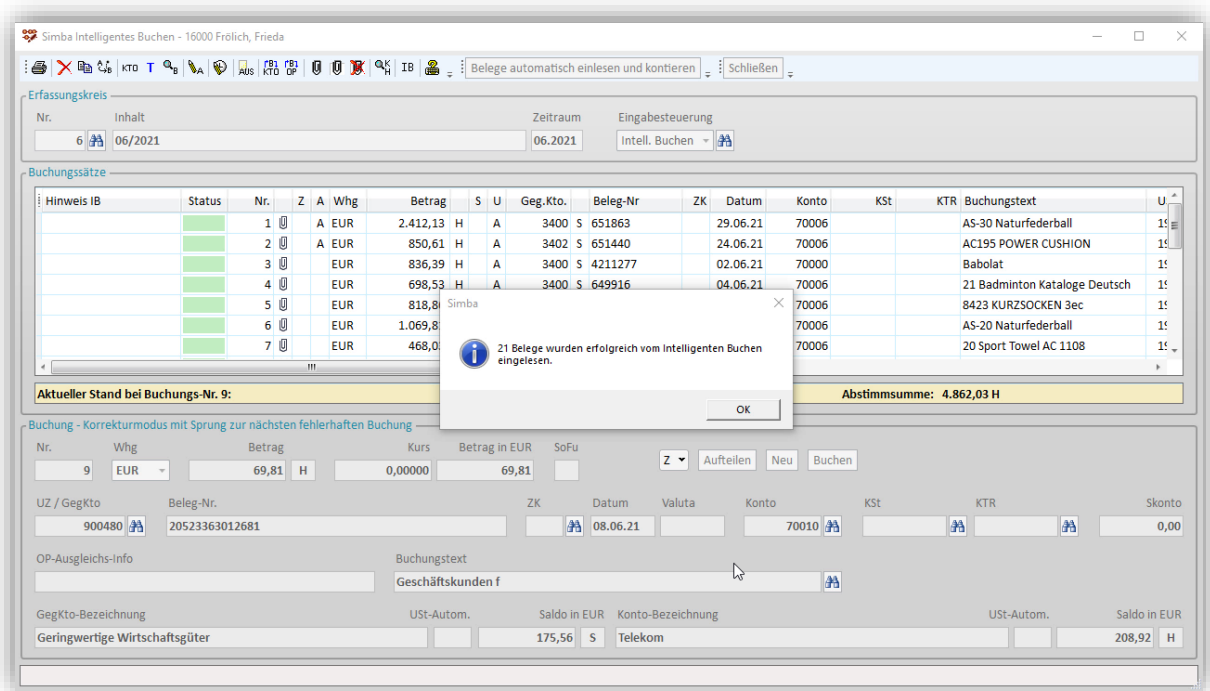 Simba Intelligentes Buchen - 16000 Frölich, Frieda
KTO T AUS KTO OP IB Belege automatisch einlesen und kontieren Schließen
Erfassungskreis
Nr. Inhalt Zeitraum Eingabesteuerung
6 06/2021 06.2021 Intell. Buchen
Buchungssätze
Hinweis IB Status Nr. Z A Whg Betrag S U Geg.Kto. Beleg-Nr ZK Datum Konto KSt KTR Buchungstext U
1 A EUR 2.412,13 H A 3400 S 651863 29.06.21 70006 AS-30 Naturfederball
2 A EUR 850,61 H A 3402 S 651440 24.06.21 70006 AC195 POWER CUSHION
3 EUR 836,39 H A 3400 S 4211277 02.06.21 70000 Babolat
4 EUR 698,53 H A 3400 S 649916 04.06.21 70006 21 Badminton Kataloge Deutsch
5 EUR 70006 8423 KURZSOCKEN 3ec
6 EUR 70006 AS-20 Naturfederball
7 EUR 70006 20 Sport Towel AC 1108
Simba
21 Belege wurden erfolgreich vom Intelligenten Buchen
eingelesen.
OK
Aktueller Stand bei Buchungs-Nr. 9: Abstimmsumme: 4.862,03 H
Buchung - Korrekturmodus mit Sprung zur nächsten fehlerhaften Buchung
Nr. Whg Betrag Kurs Betrag in EUR SoFu
9 EUR 69,81 H 0,00000 69,81 Z Aufteilen Neu Buchen
UZ / GegKto Beleg-Nr. ZK Datum Valuta Konto KSt KTR Skonto
900480 20523363012681 08.06.21 70010 0,00
OP-Ausgleichs-Info Buchungstext
Geschäftskunden f
GegKto-Bezeichnung USt-Autom. Saldo in EUR Konto-Bezeichnung USt-Autom. Saldo in EUR
Geringwertige Wirtschaftsgüter 175,56 S Telekom 208,92 H